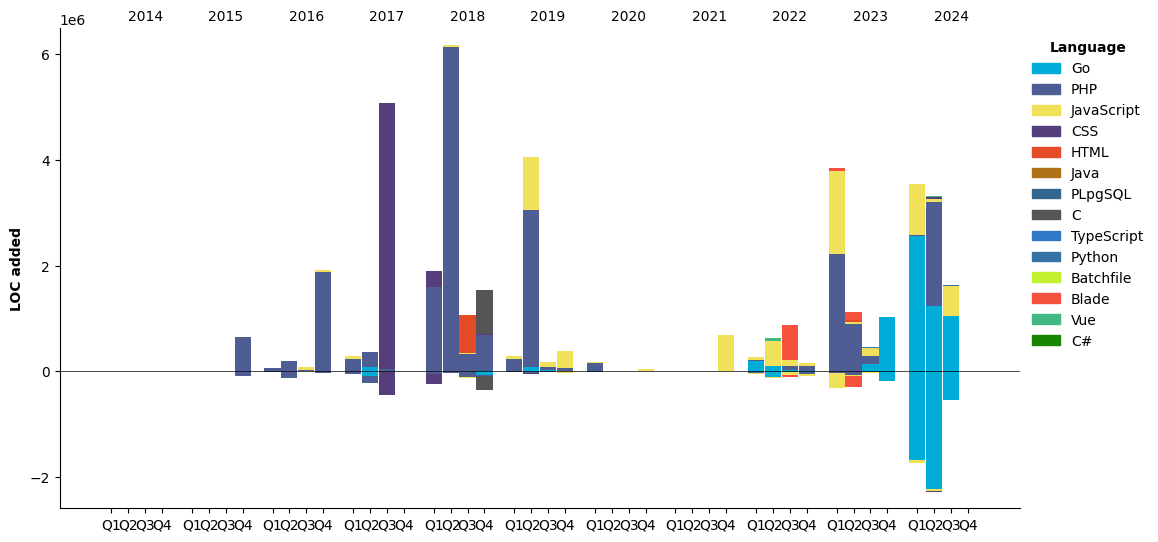 2014 2015 2016 2017 2018 2019 2020 2021 2022 2023 2024
1e6
Language
Go
PHP
JavaScript
CSS
HTML
Java
PLpgSQL
C
TypeScript
Python
Batchfile
Blade
Vue
C#
6
4
2
0
−2
LOC added
Q1Q2Q3Q4 Q1Q2Q3Q4 Q1Q2Q3Q4 Q1Q2Q3Q4 Q1Q2Q3Q4 Q1Q2Q3Q4 Q1Q2Q3Q4 Q1Q2Q3Q4 Q1Q2Q3Q4 Q1Q2Q3Q4 Q1Q2Q3Q4